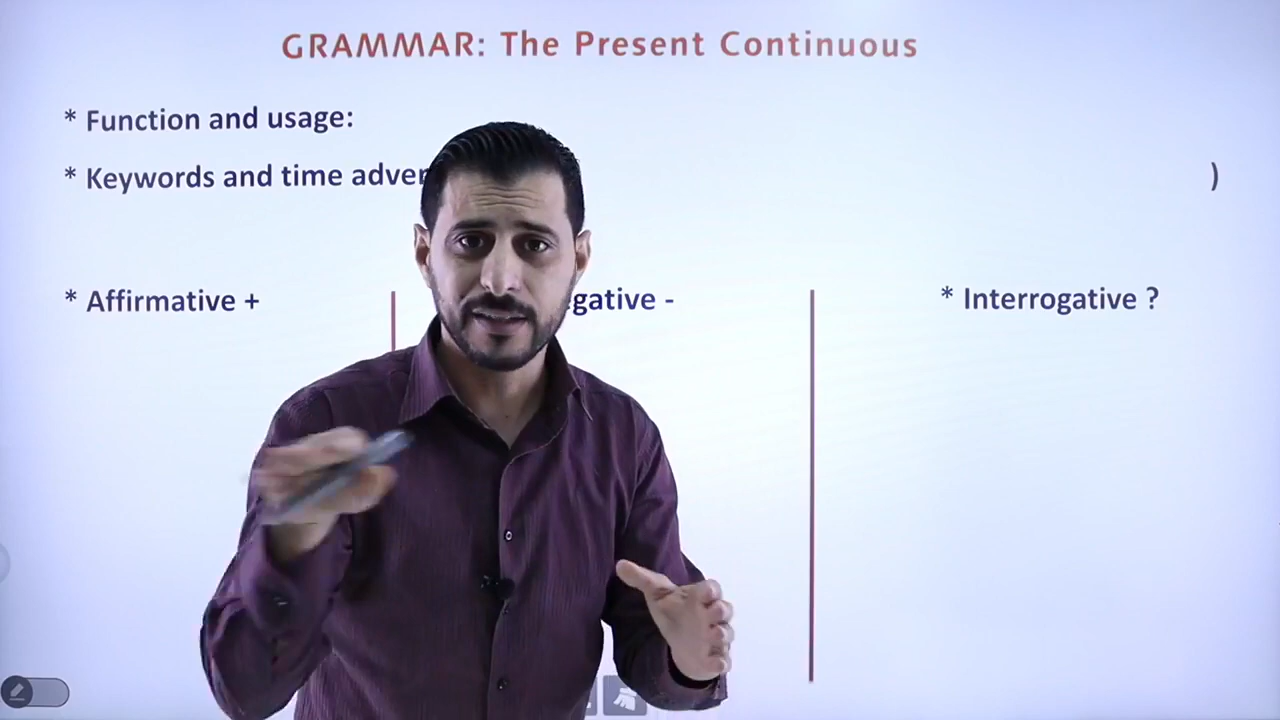 GRAMMAR: The Present Continuous
* Function and usage:
* Keywords and time adver )
* Affirmative + gative - * Interrogative ?